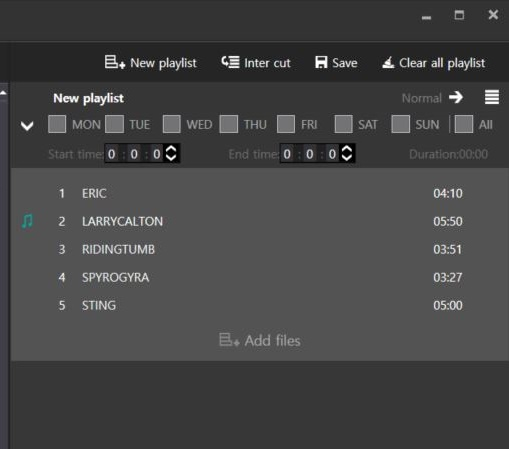 New playlist Inter cut Save Clear all playlist
New playlist Normal
MON TUE WED THU FRI SAT SUN All
Start time: 0 : 0 : 0 End time: 0 : 0 : 0 Duration:00:00
1 ERIC 04:10
2 LARRYCALTON 05:50
3 RIDINGTUMB 03:51
4 SPYROGYRA 03:27
5 STING 05:00
Add files